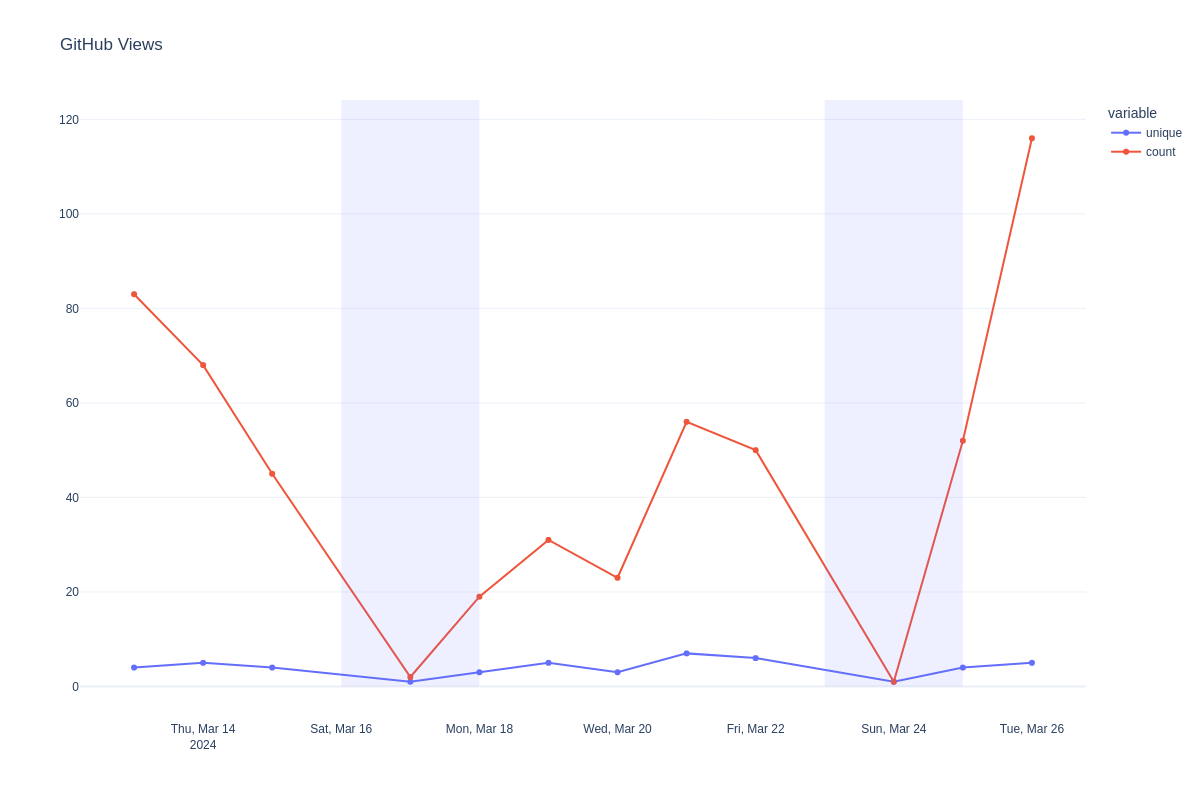 GitHub Views
variable
unique
count
120
100
80
60
40
20
0
Thu, Mar 14
2024
Sat, Mar 16
Mon, Mar 18
Wed, Mar 20
Fri, Mar 22
Sun, Mar 24
Tue, Mar 26